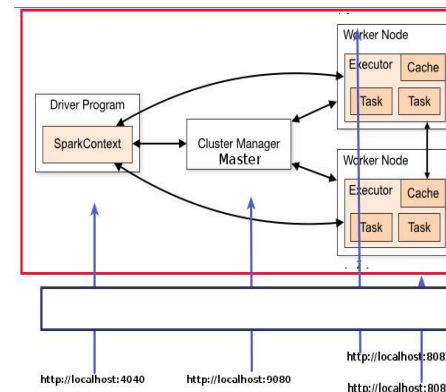 Worker Node
Executor
Cache
Task
Task
Driver Program
SparkContext
Cluster Manager
Master
Worker Node
Executor
Cache
Task
Task
http://localhost:4040
http://localhost:9080
http://localhost:808
http://localhost:808